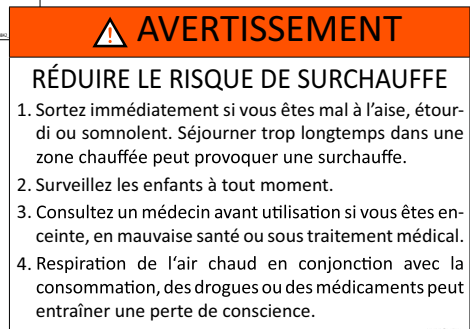 AVERTISSEMENT
RÉDUIRE LE RISQUE DE SURCHAUFFE
1. Sortez immédiatement si vous êtes mal à l’aise, étour-
di ou somnolent. Séjourner trop longtemps dans une
zone chauffée peut provoquer une surchauffe.
2. Surveillez les enfants à tout moment.
3. Consultez un médecin avant utilisation si vous êtes en-
ceinte, en mauvaise santé ou sous traitement médical.
4. Respiration de l‘air chaud en conjonction avec la
consommation, des drogues ou des médicaments peut
entraîner une perte de conscience.